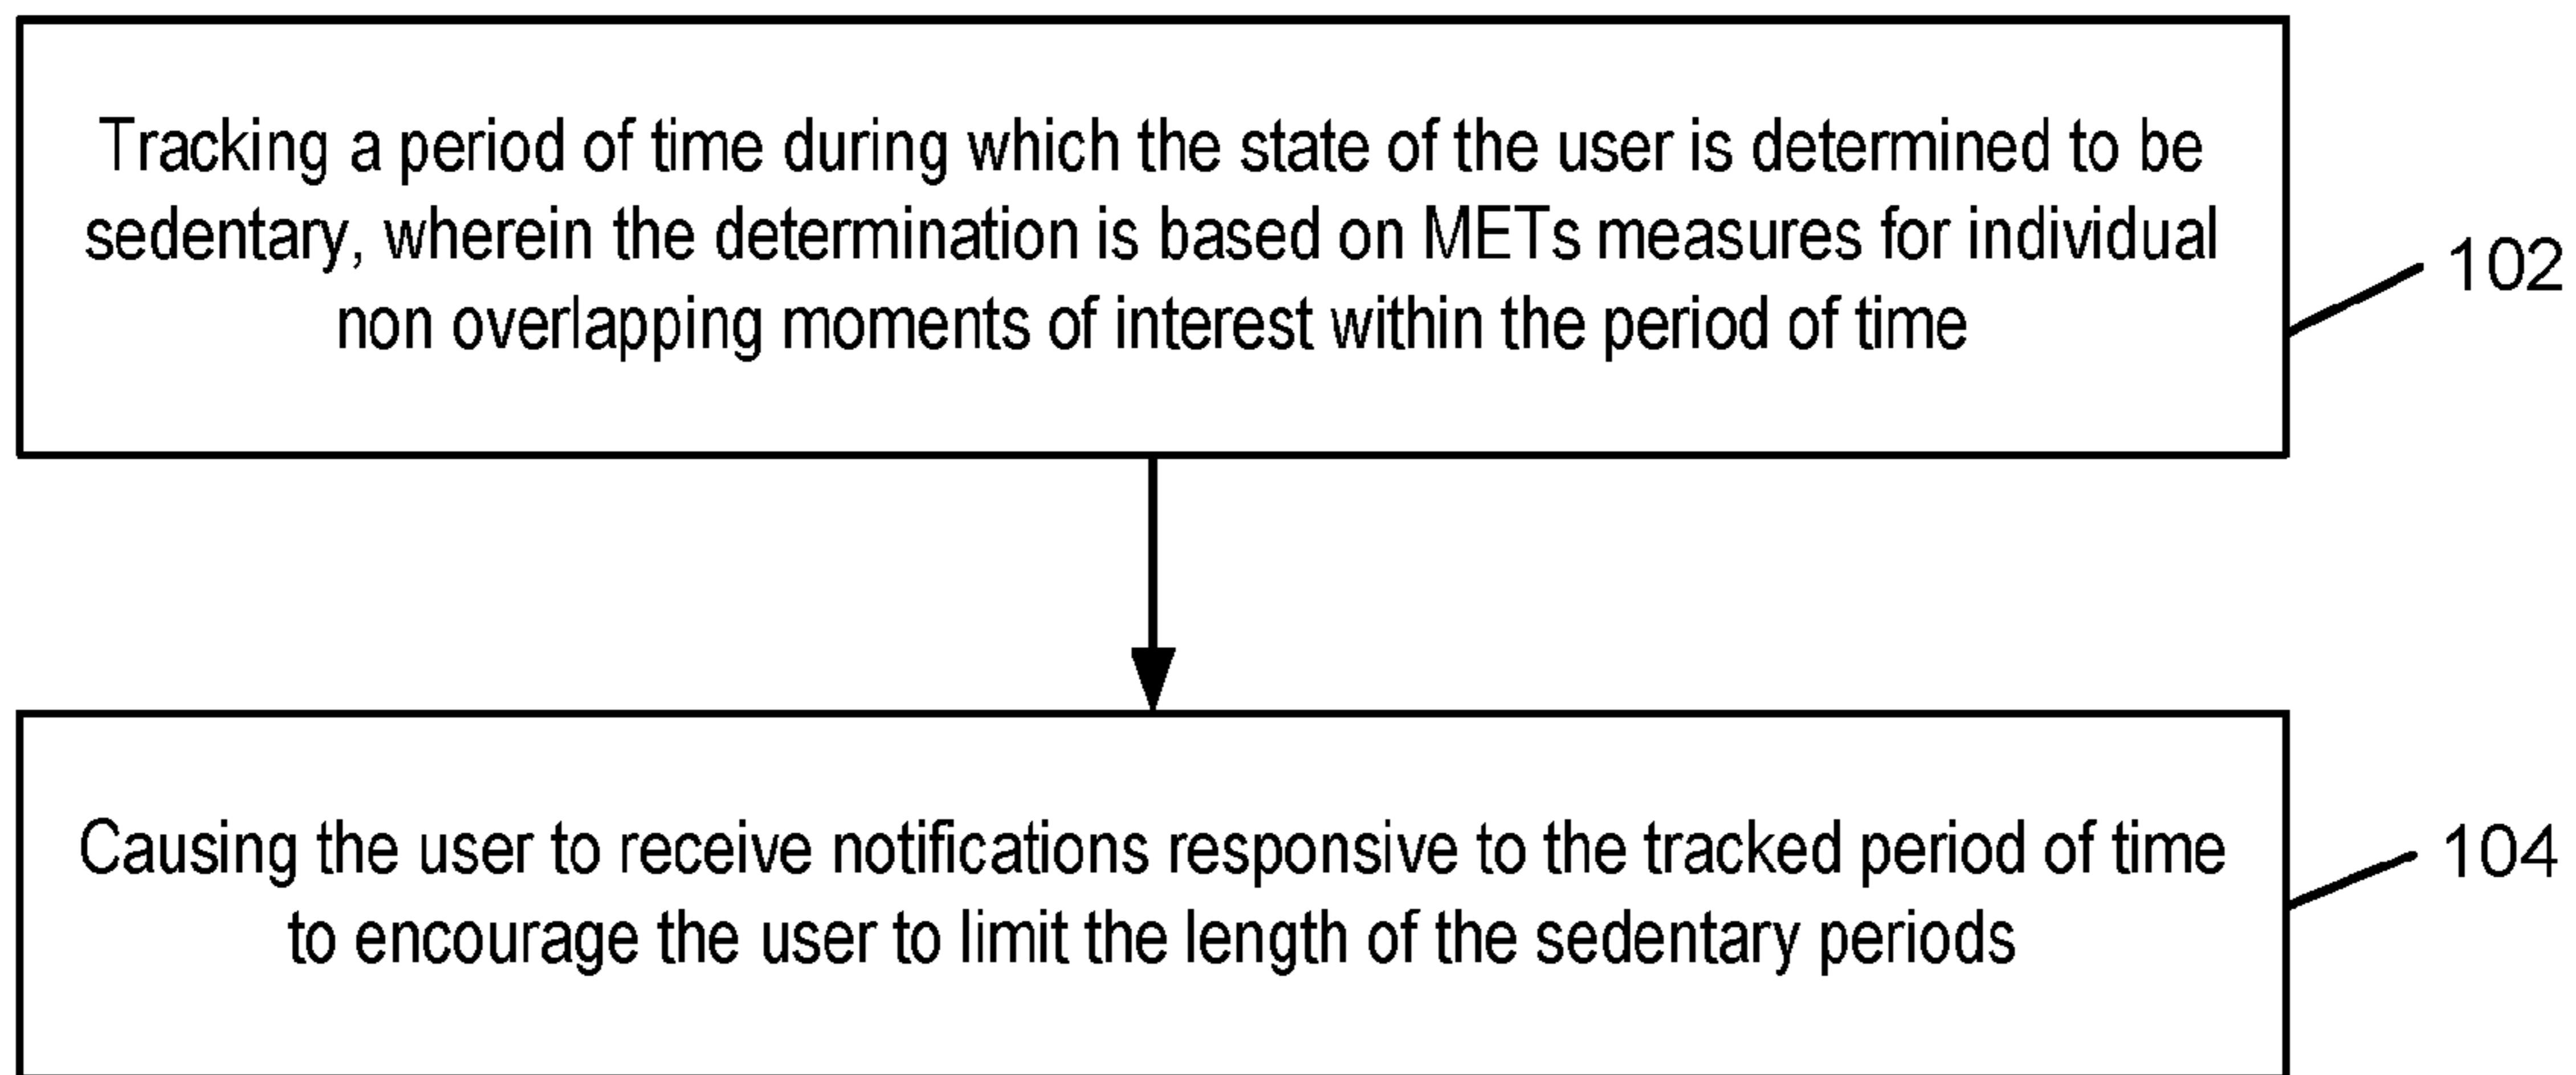 Tracking a period of time during which the state of the user is determined to be
sedentary, wherein the determination is based on METs measures for individual
non overlapping moments of interest within the period of time
102
Causing the user to receive notifications responsive to the tracked period of time
to encourage the user to limit the length of the sedentary periods
104